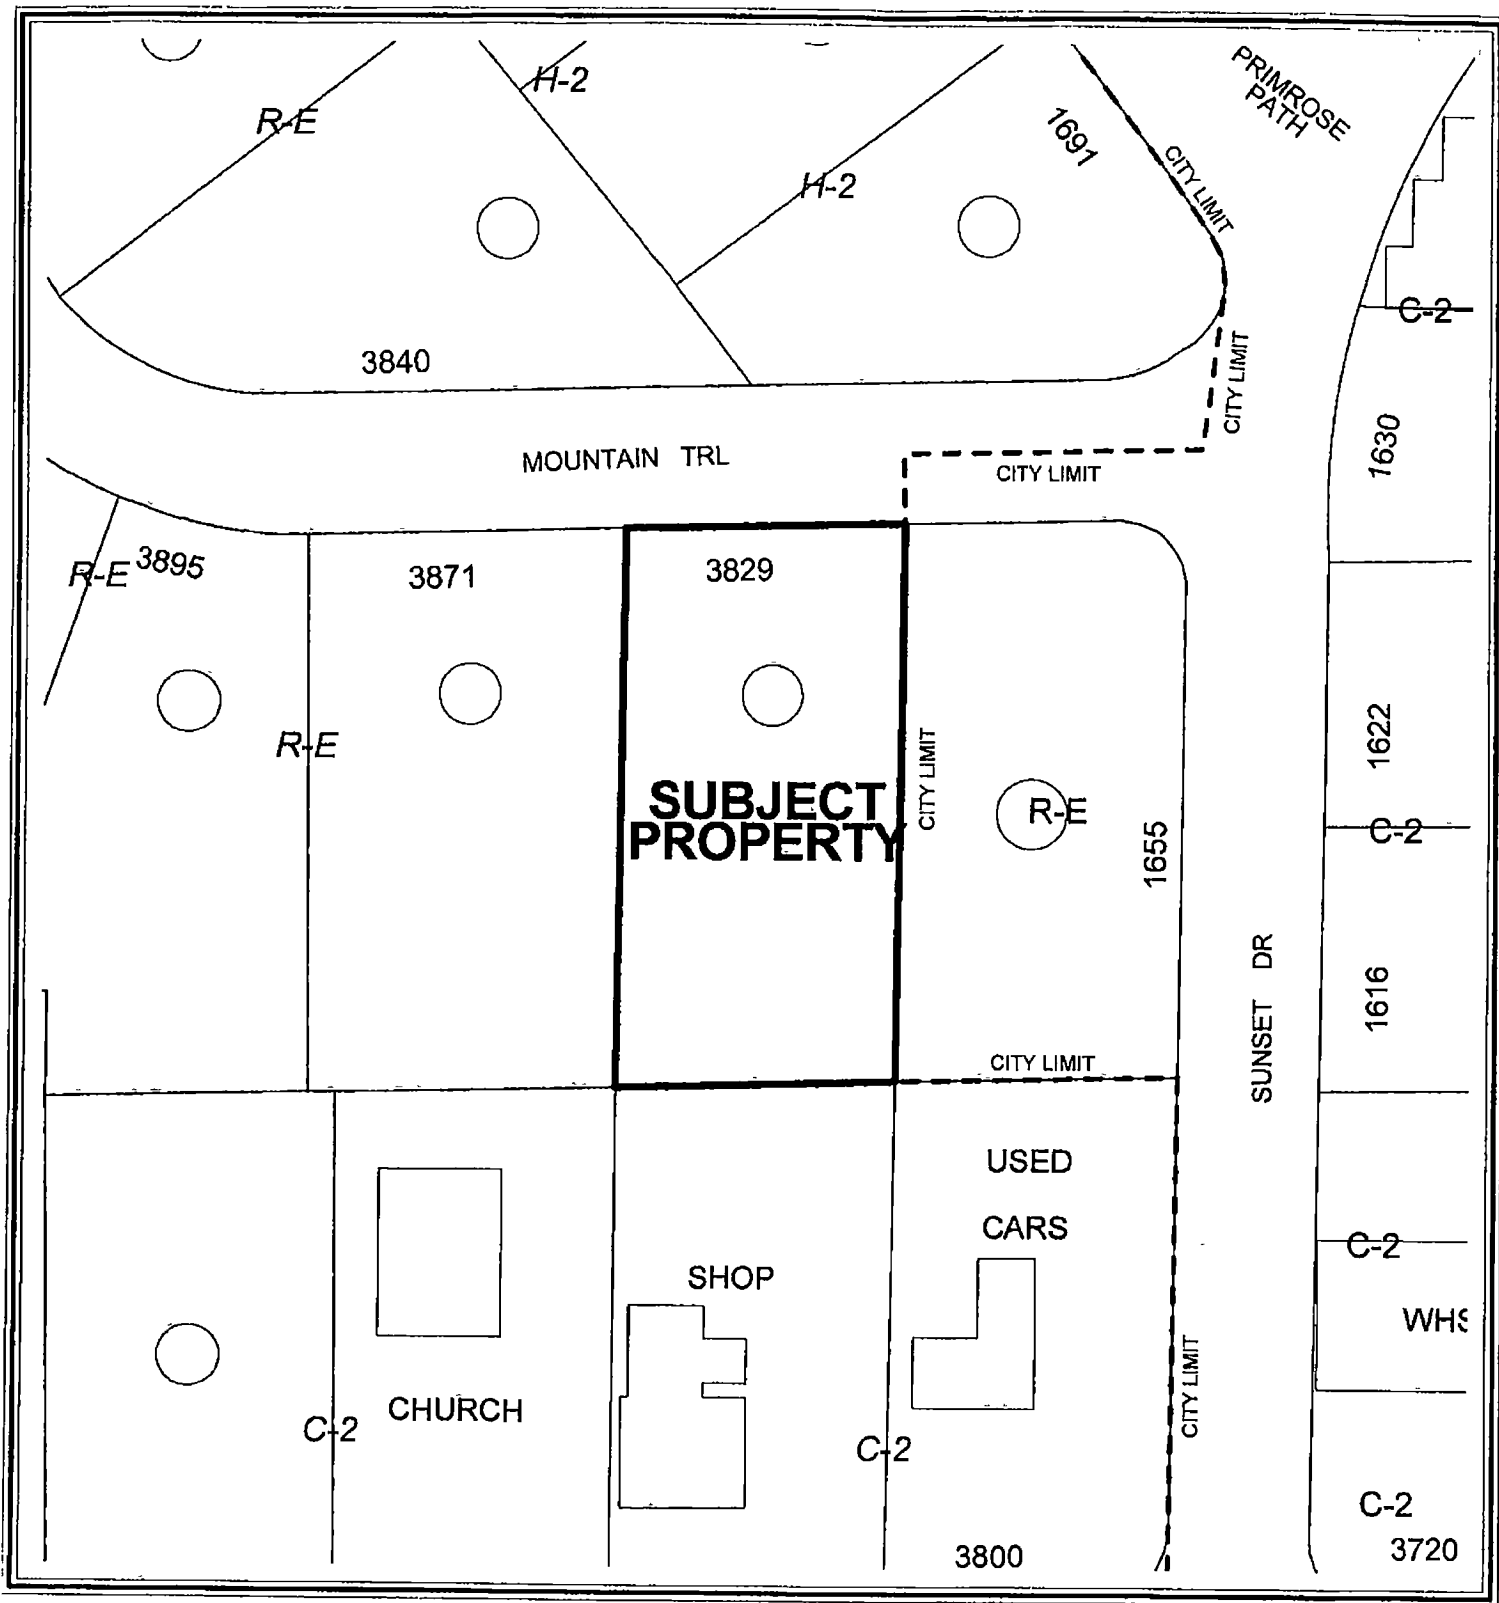 H-2
R-E
PRIMROSE
PATH
1691
CITY LIMIT
H-2
C-2
3840
CITY LIMIT
1630
MOUNTAIN TRL
CITY LIMIT
R-E
3895
3871
3829
R-E
CITY LIMIT
1622
SUBJECT
PROPERTY
R-E
1655
C-2
SUNSET DR
1616
CITY LIMIT
USED
CARS
C-2
SHOP
WHS
CITY LIMIT
CHURCH
C-2
C-2
C-2
3800
3720